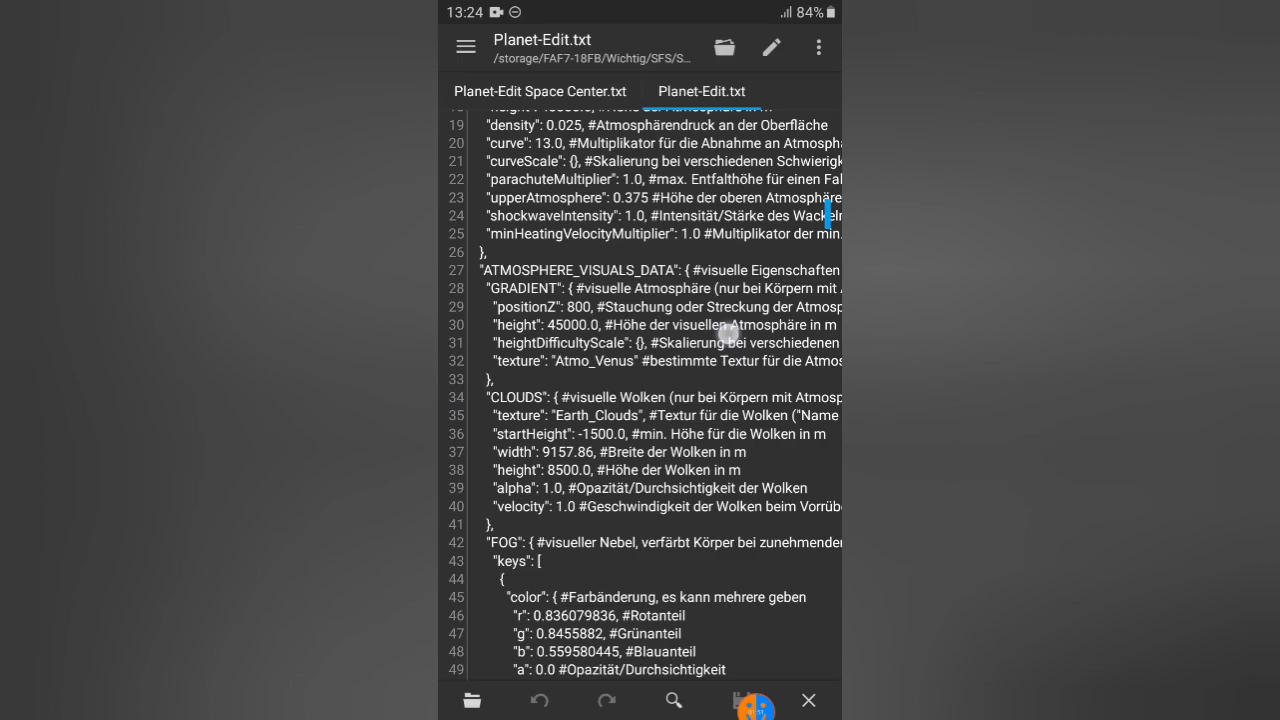 13:24
84%
Planet-Edit.txt
/storage/FAF7-18FB/Wichtig/SFS/S...
Planet-Edit Space Center.txt
Planet-Edit.txt
19 "density": 0.025, #Atmosphärendruck an der Oberfläche
20 "curve": 13.0, #Multiplikator für die Abnahme an Atmosph
21 "curveScale": {}, #Skalierung bei verschiedenen Schwierigk
22 "parachuteMultiplier": 1.0, #max. Entfalthöhe für einen Fal
23 "upperAtmosphere": 0.375 #Höhe der oberen Atmosphäre
24 "shockwaveIntensity": 1.0, #Intensität/Stärke des Wackeln
25 "minHeatingVelocityMultiplier": 1.0 #Multiplikator der min.
26 },
27 "ATMOSPHERE_VISUALS_DATA": { #visuelle Eigenschaften
28 "GRADIENT": { #visuelle Atmosphäre (nur bei Körpern mit
29 "positionZ": 800, #Stauchung oder Streckung der Atmosp
30 "height": 45000.0, #Höhe der visuellen Atmosphäre in m
31 "heightDifficultyScale": {}, #Skalierung bei verschiedenen
32 "texture": "Atmo_Venus" #bestimmte Textur für die Atmos
33 },
34 "CLOUDS": { #visuelle Wolken (nur bei Körpern mit Atmosp
35 "texture": "Earth_Clouds", #Textur für die Wolken ("Name
36 "startHeight": -1500.0, #min. Höhe für die Wolken in m
37 "width": 9157.86, #Breite der Wolken in m
38 "height": 8500.0, #Höhe der Wolken in m
39 "alpha": 1.0, #Opazität/Durchsichtigkeit der Wolken
40 "velocity": 1.0 #Geschwindigkeit der Wolken beim Vorrüb
41 },
42 "FOG": { #visueller Nebel, verfärbt Körper bei zunehmender
43 "keys": [
44 {
45 "color": { #Farbänderung, es kann mehrere geben
46 "r": 0.836079836, #Rotanteil
47 "g": 0.8455882, #Grünanteil
48 "b": 0.559580445, #Blauanteil
49 "a": 0.0 #Opazität/Durchsichtigkeit